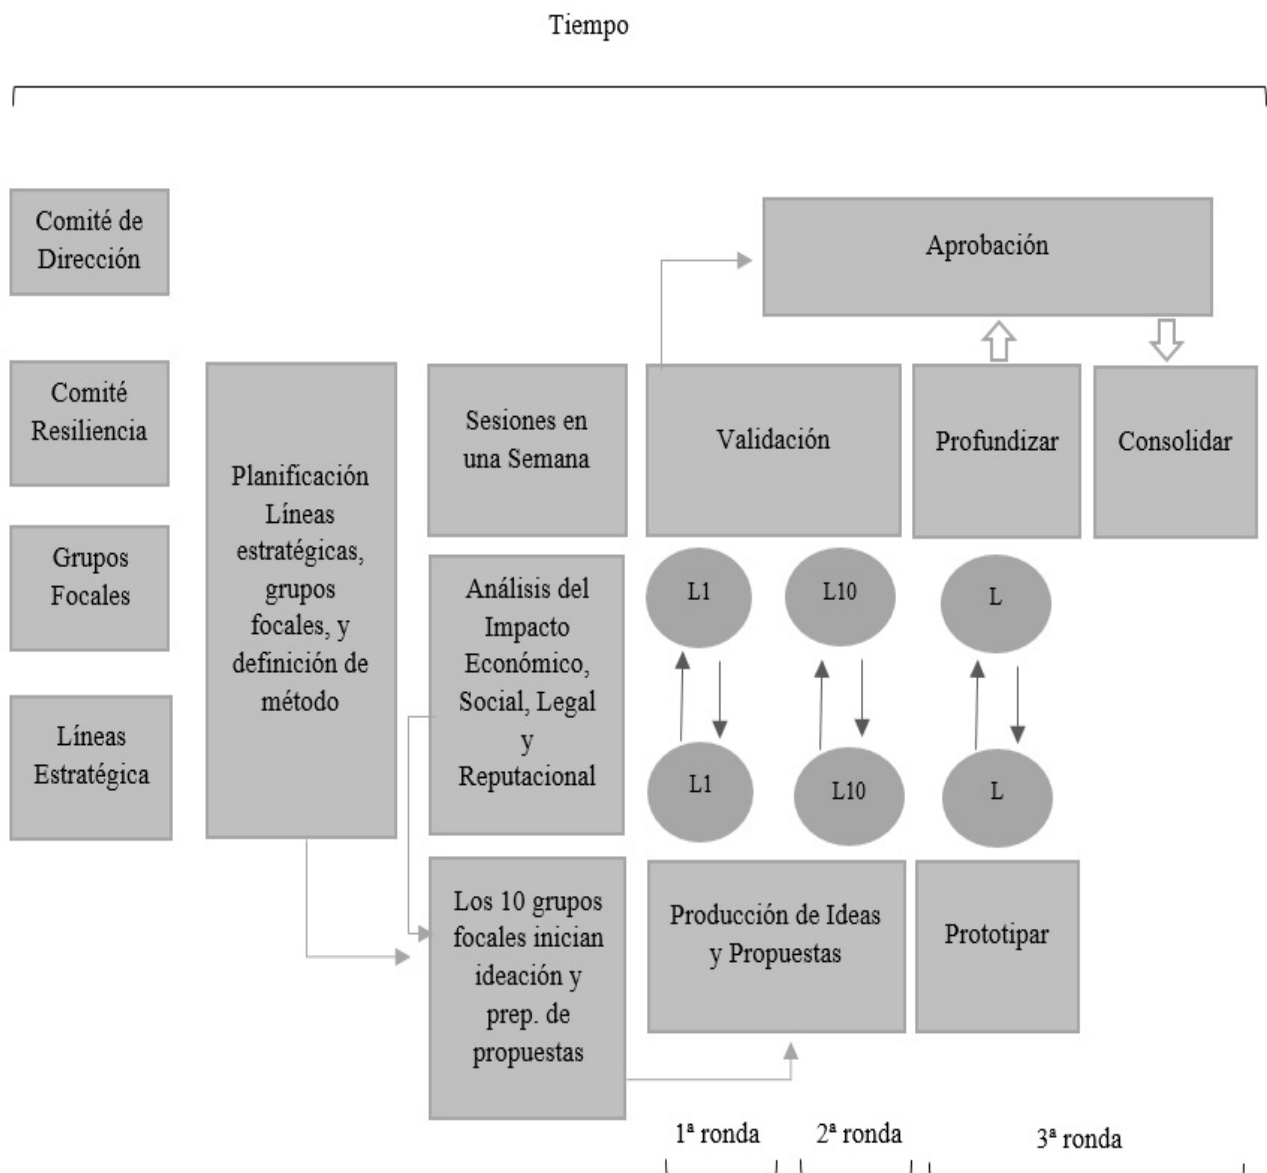 Tiempo
Comité de
Dirección
Aprobación
Comité
Resiliencia
Grupos
Focales
Líneas
Estratégica
Planificación
Líneas
estratégicas,
grupos
focales, y
definición de
método
Sesiones en
una Semana
Análisis del
Impacto
Económico,
Social, Legal
y
Reputacional
Los 10 grupos
focales inician
ideación y
prep. de
propuestas
Validación
Profundizar
Consolidar
L1
L10
L
L1
L10
L
Producción de Ideas
y Propuestas
Prototipar
1ª ronda
2ª ronda
3ª ronda